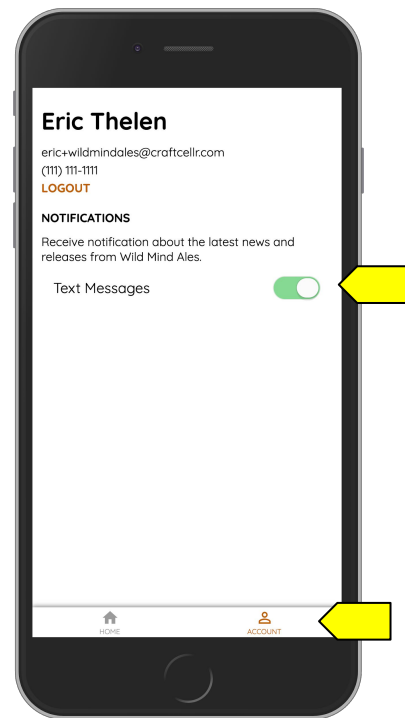 Eric Thelen
eric+wildmindales@craftcellr.com
(111) 111-1111
LOGOUT
NOTIFICATIONS
Receive notification about the latest news and
releases from Wild Mind Ales.
Text Messages
HOME
ACCOUNT